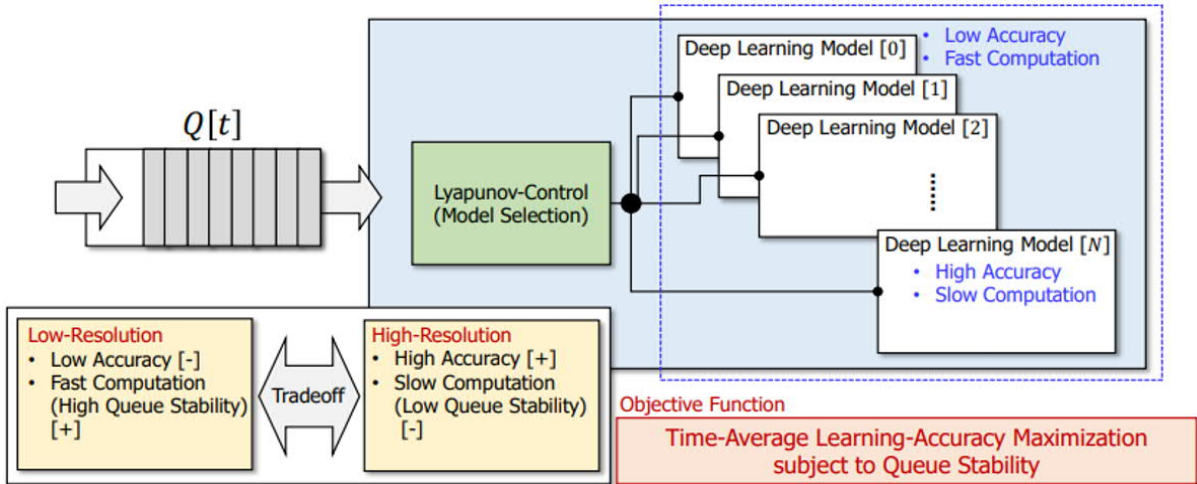 Q[t]
Lyapunov-Control
(Model Selection)
Deep Learning Model [0]
• Low Accuracy
• Fast Computation
Deep Learning Model [1]
Deep Learning Model [2]
......
Deep Learning Model [N]
• High Accuracy
• Slow Computation
Low-Resolution
• Low Accuracy [-]
• Fast Computation
(High Queue Stability)
[+]
Tradeoff
High-Resolution
• High Accuracy [+]
• Slow Computation
(Low Queue Stability)
[-]
Objective Function
Time-Average Learning-Accuracy Maximization
subject to Queue Stability